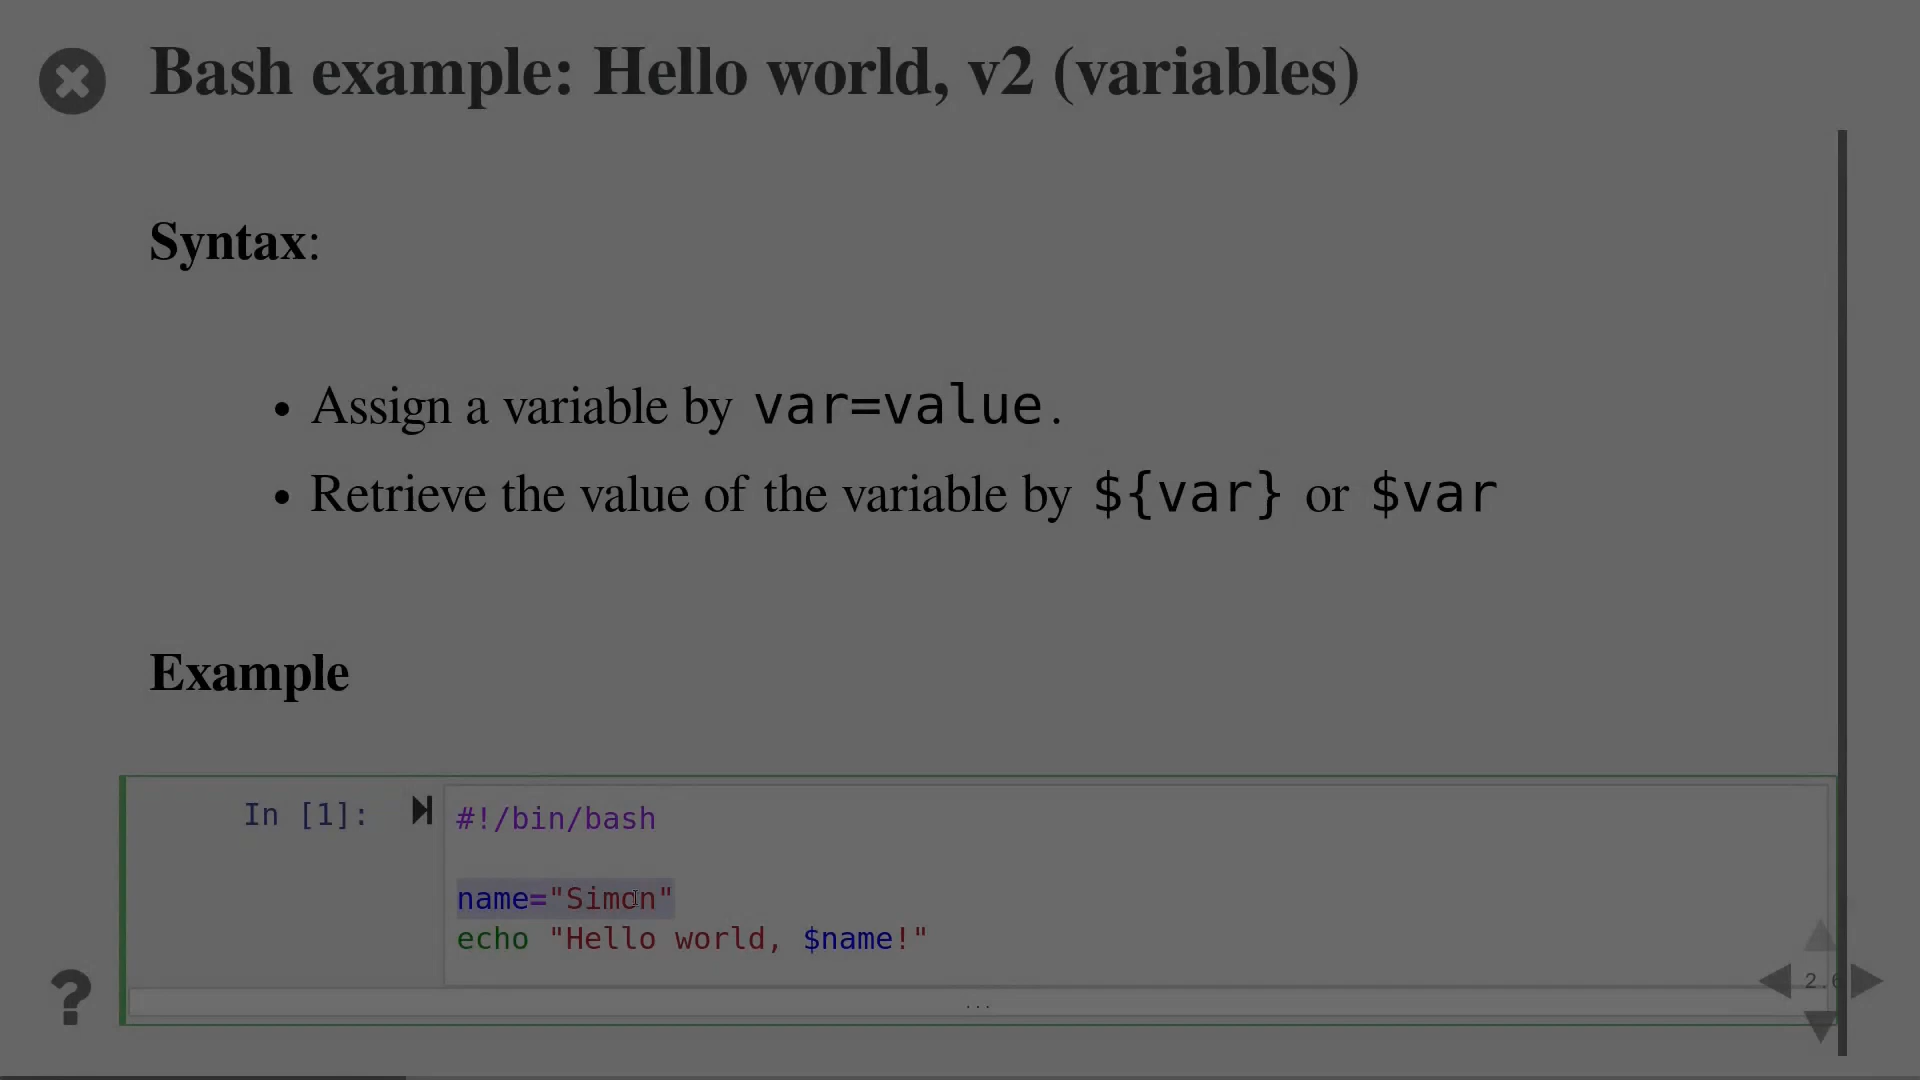 Bash example: Hello world, v2 (variables)
Syntax:
• Assign a variable by var=value.
• Retrieve the value of the variable by ${var} or $var
Example
In [1]:
#!/bin/bash
name="Simon"
echo "Hello world, $name!"
...
?